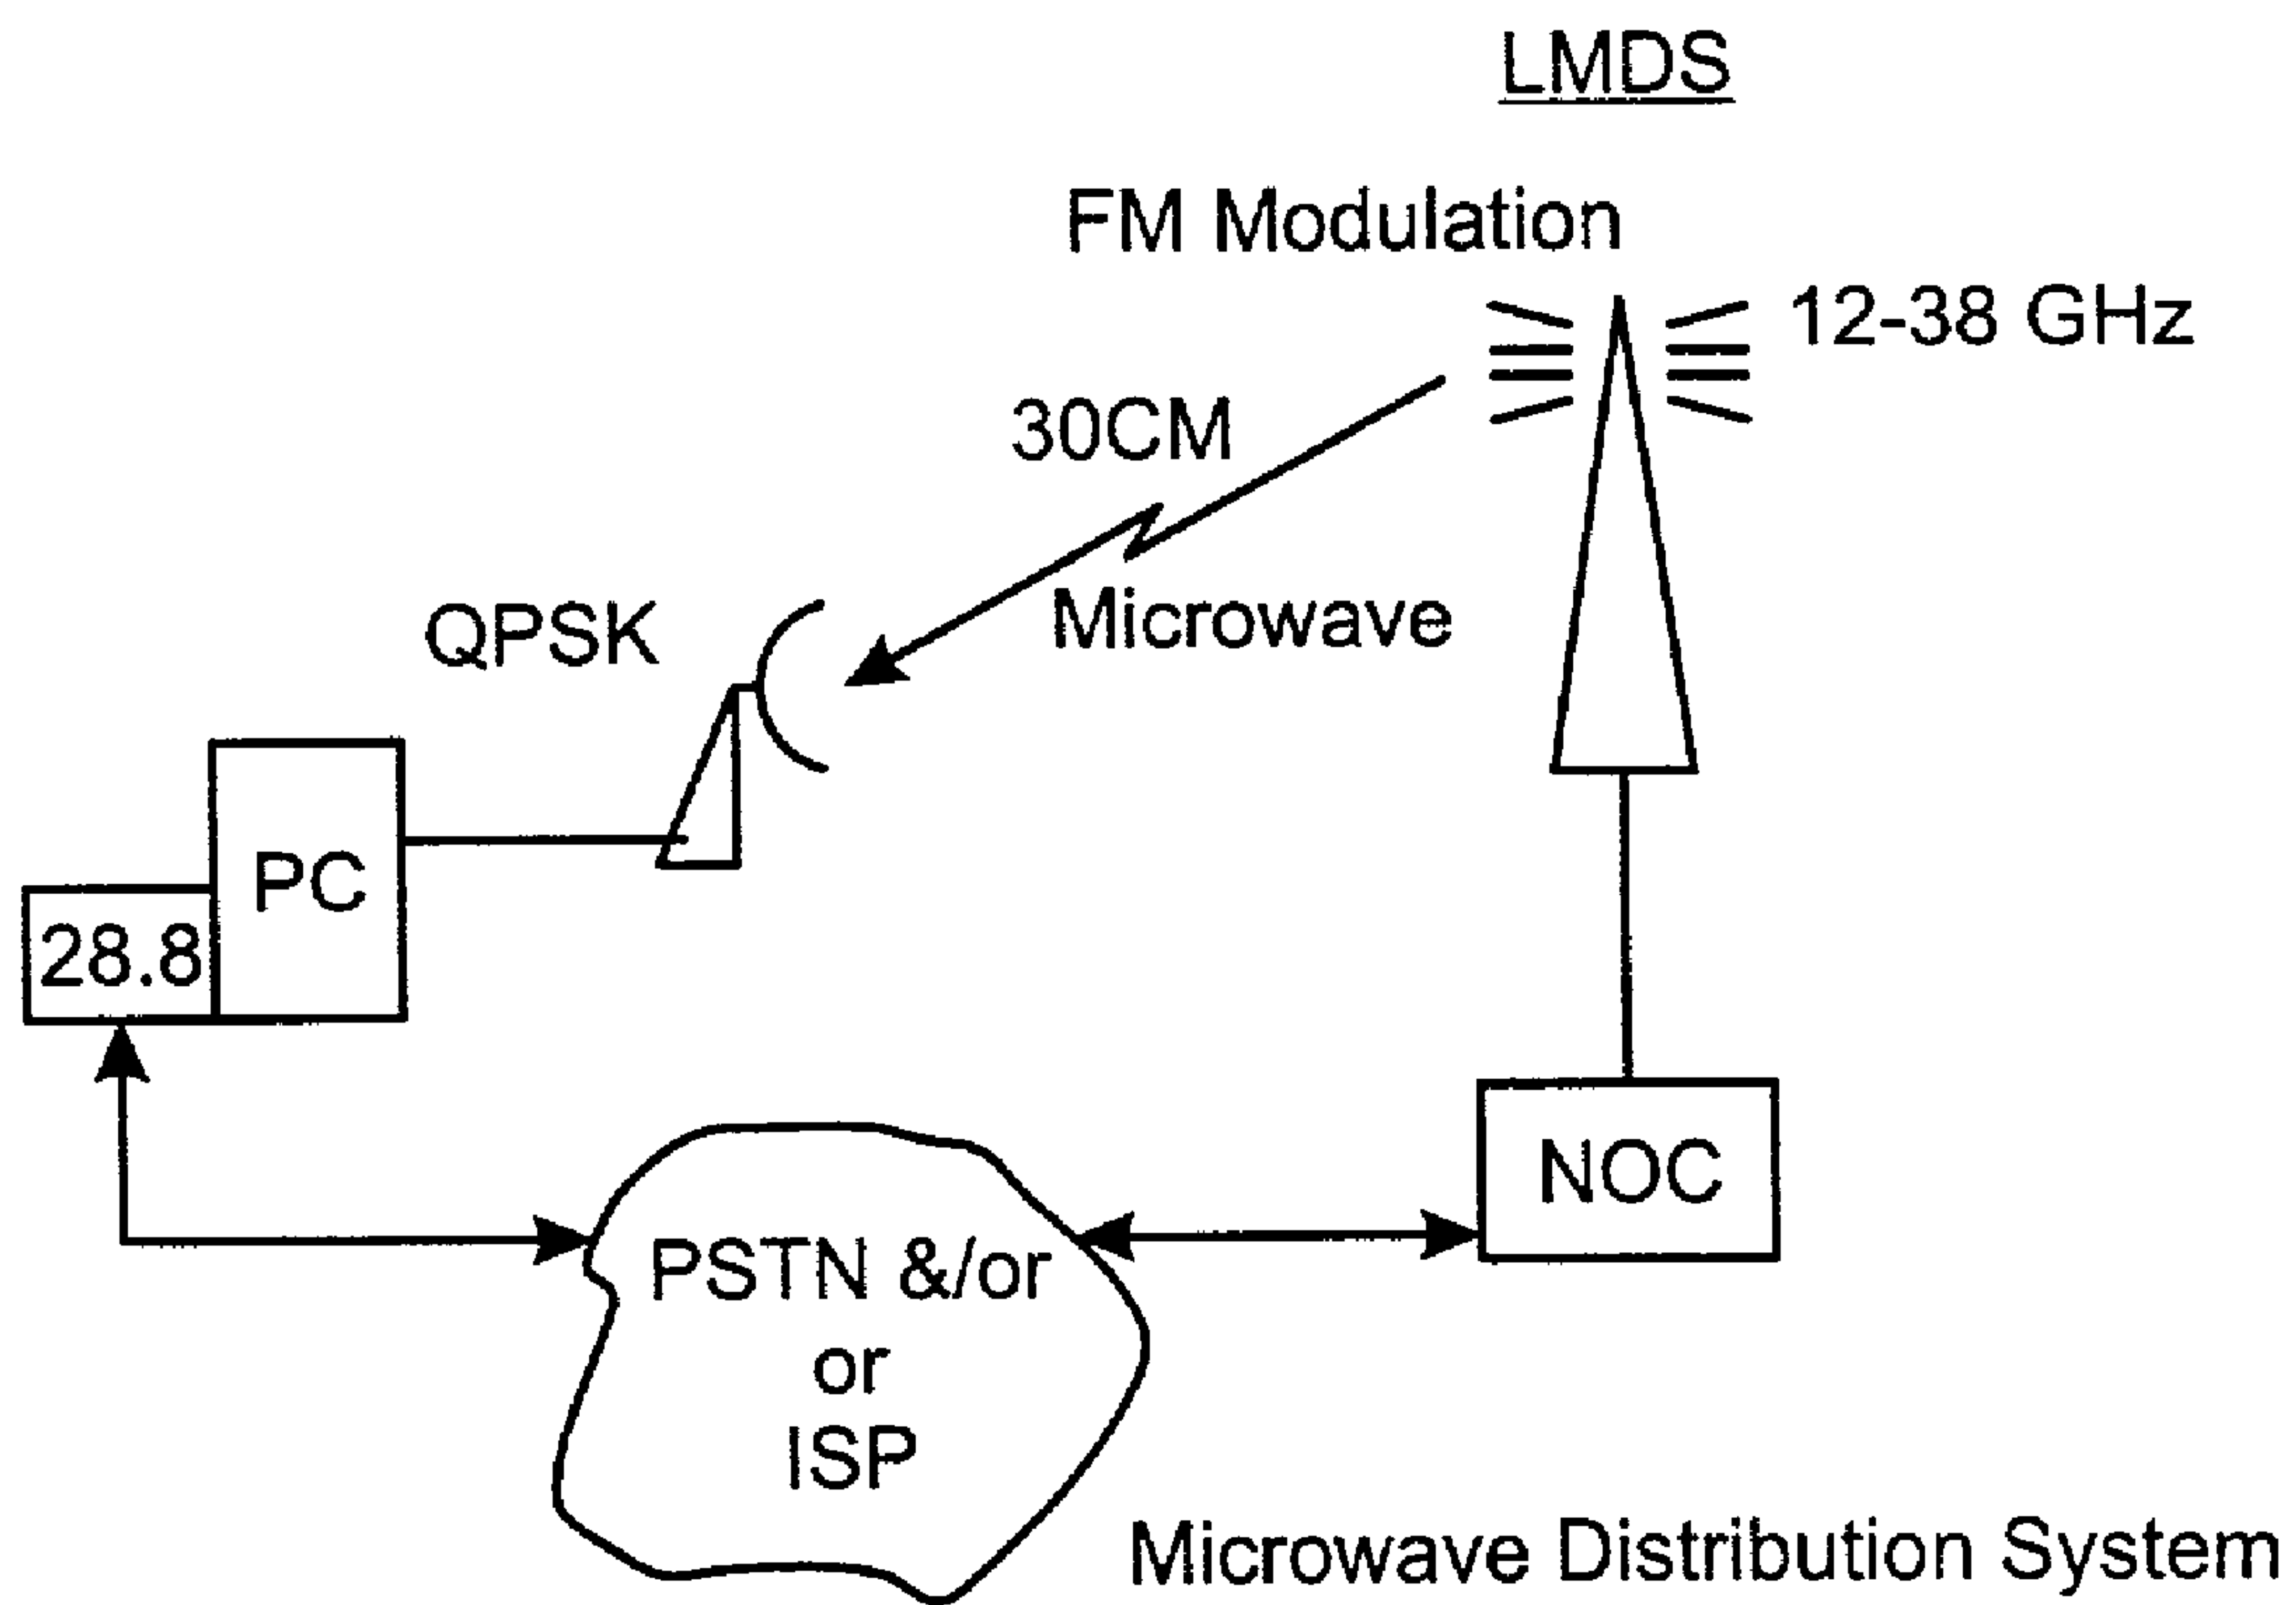 LMDS
FM Modulation
12-38 GHz
30CM
Microwave
QPSK
PC
28.8
NOC
PSTN &/or
or
ISP
Microwave Distribution System